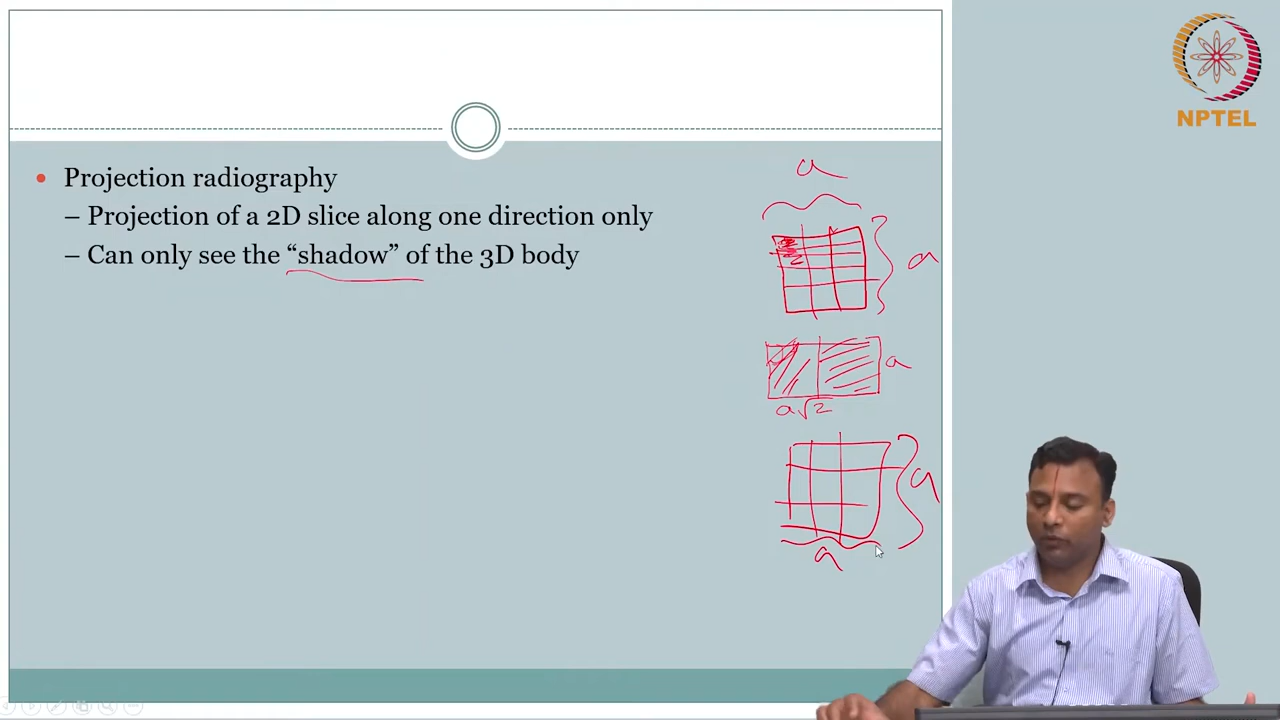 NPTEL
• Projection radiography
– Projection of a 2D slice along one direction only
– Can only see the “shadow” of the 3D body
a
a
a
a√2
a
a